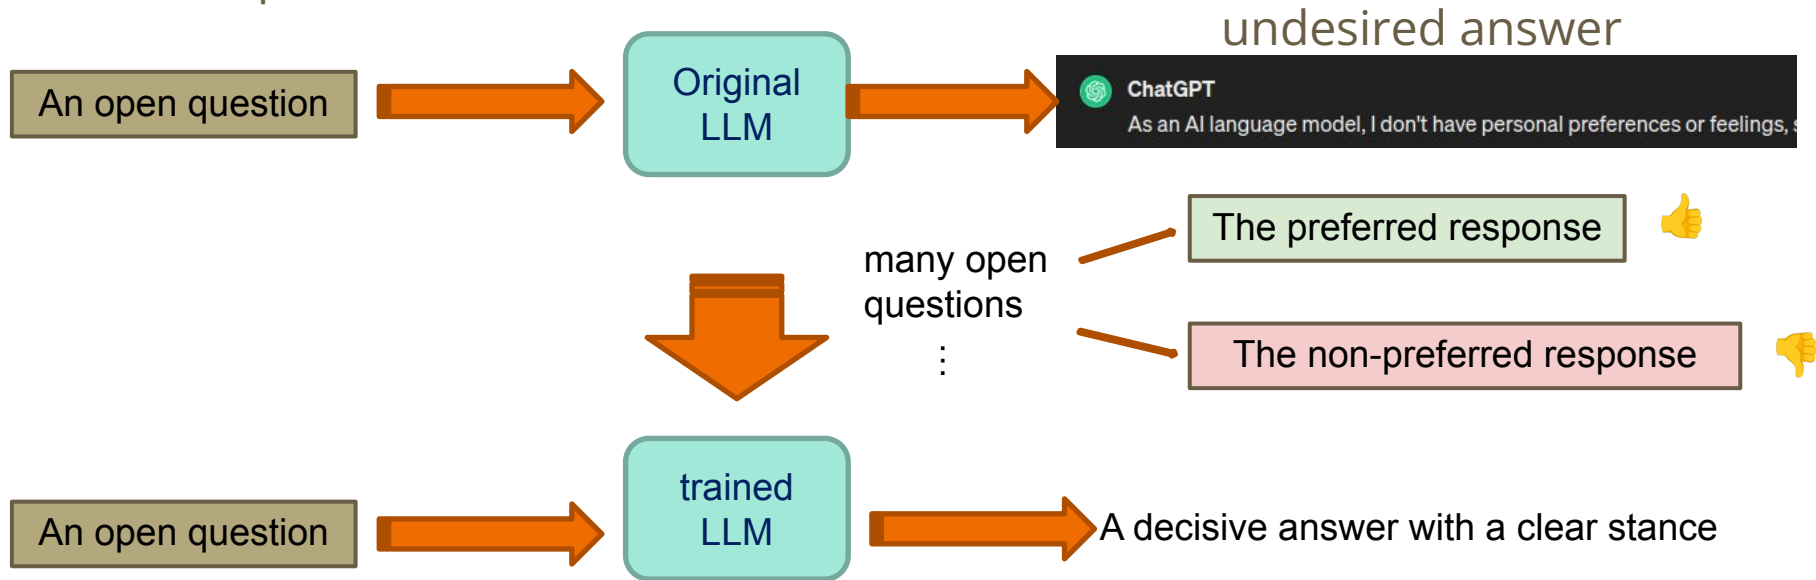 undesired answer
An open question
Original
LLM
ChatGPT
As an AI language model, I don't have personal preferences or feelings,
many open
questions
⋮
The preferred response
The non-preferred response
An open question
trained
LLM
A decisive answer with a clear stance